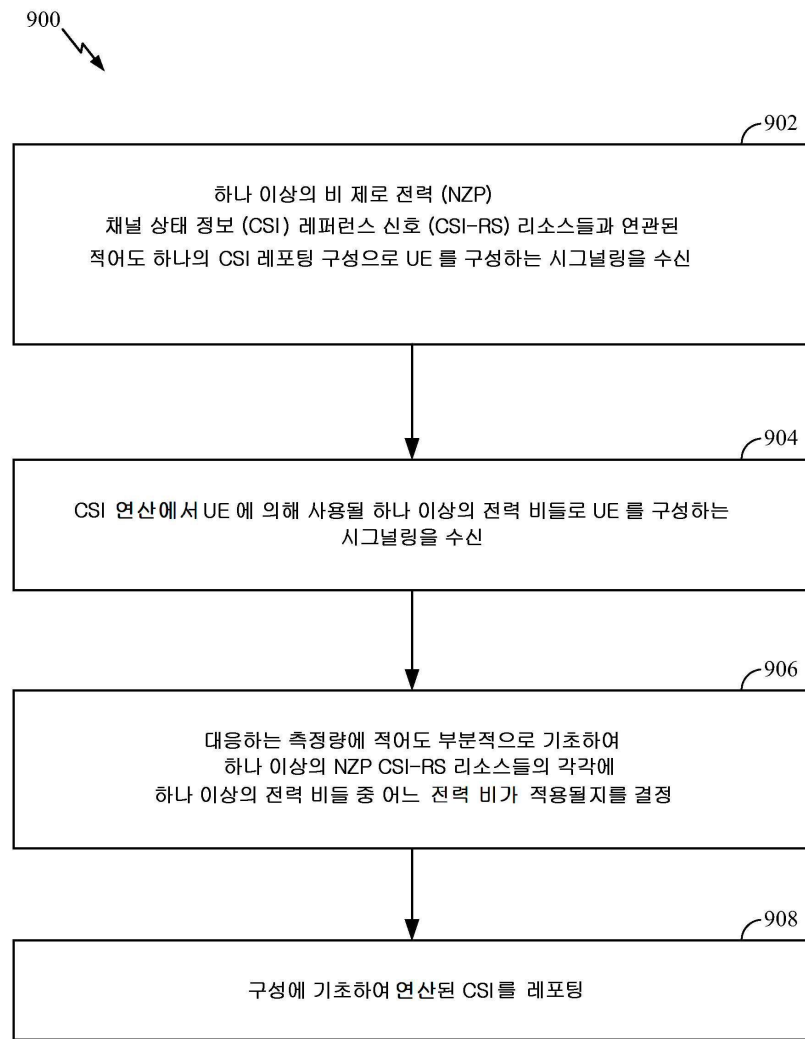 900
902
하나 이상의 비 제로 전력 (NZP)
채널 상태 정보 (CSI) 레퍼런스 신호 (CSI-RS) 리소스들과 연관된
적어도 하나의 CSI 레포팅 구성으로 UE 를 구성하는 시그널링을 수신
904
CSI 연산에서 UE 에 의해 사용될 하나 이상의 전력 비들로 UE 를 구성하는
시그널링을 수신
906
대응하는 측정량에 적어도 부분적으로 기초하여
하나 이상의 NZP CSI-RS 리소스들의 각각에
하나 이상의 전력 비들 중 어느 전력 비가 적용될지를 결정
908
구성에 기초하여 연산된 CSI를 레포팅